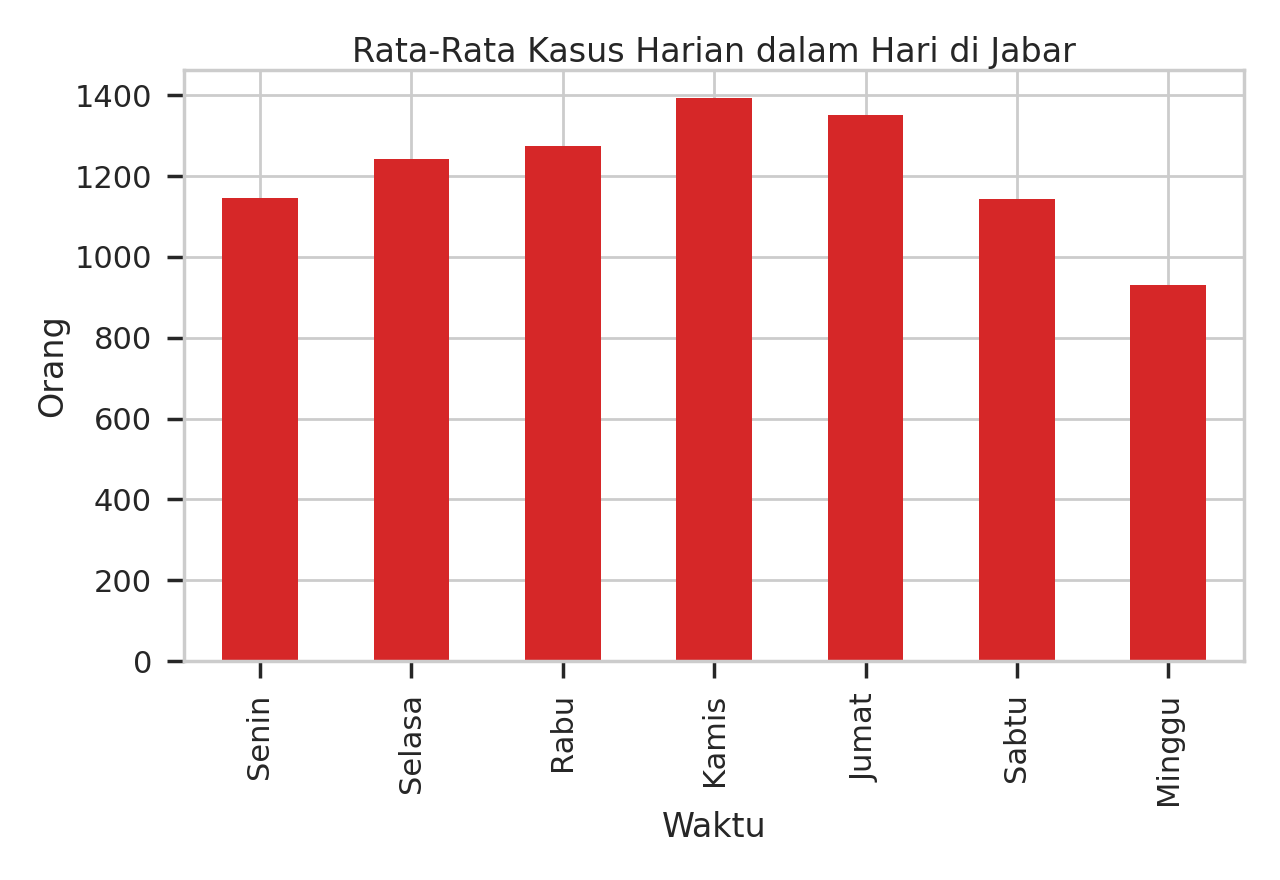 Rata-Rata Kasus Harian dalam Hari di Jabar
1400
1200
1000
800
600
400
200
0
Orang
Senin
Selasa
Rabu
Kamis
Jumat
Sabtu
Minggu
Waktu